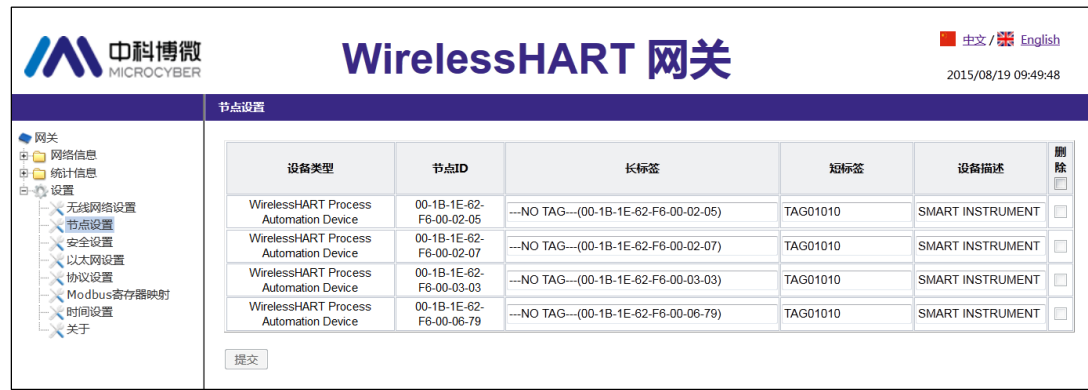 中科博微
MICROCYBER
WirelessHART 网关
中文 / English
2015/08/19 09:49:48
节点设置
网关
网络信息
统计信息
设置
无线网络设置
节点设置
安全设置
以太网设置
协议设置
Modbus寄存器映射
时间设置
关于
设备类型 节点ID 长标签 短标签 设备描述 删除
WirelessHART Process Automation Device 00-1B-1E-62-F6-00-02-05 ---NO TAG---(00-1B-1E-62-F6-00-02-05) TAG01010 SMART INSTRUMENT
WirelessHART Process Automation Device 00-1B-1E-62-F6-00-02-07 ---NO TAG---(00-1B-1E-62-F6-00-02-07) TAG01010 SMART INSTRUMENT
WirelessHART Process Automation Device 00-1B-1E-62-F6-00-03-03 ---NO TAG---(00-1B-1E-62-F6-00-03-03) TAG01010 SMART INSTRUMENT
WirelessHART Process Automation Device 00-1B-1E-62-F6-00-06-79 ---NO TAG---(00-1B-1E-62-F6-00-06-79) TAG01010 SMART INSTRUMENT
提交